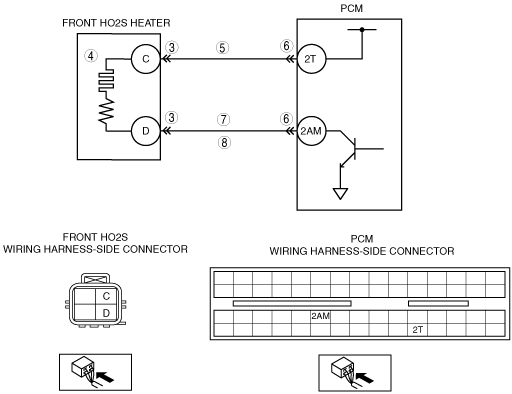 PCM
FRONT HO2S HEATER
④ C ③ ⑤ ⑥ 2T
D ③ ⑦ ⑥ 2AM
⑧
FRONT HO2S
WIRING HARNESS-SIDE CONNECTOR
PCM
WIRING HARNESS-SIDE CONNECTOR
C
D
2AM
2T